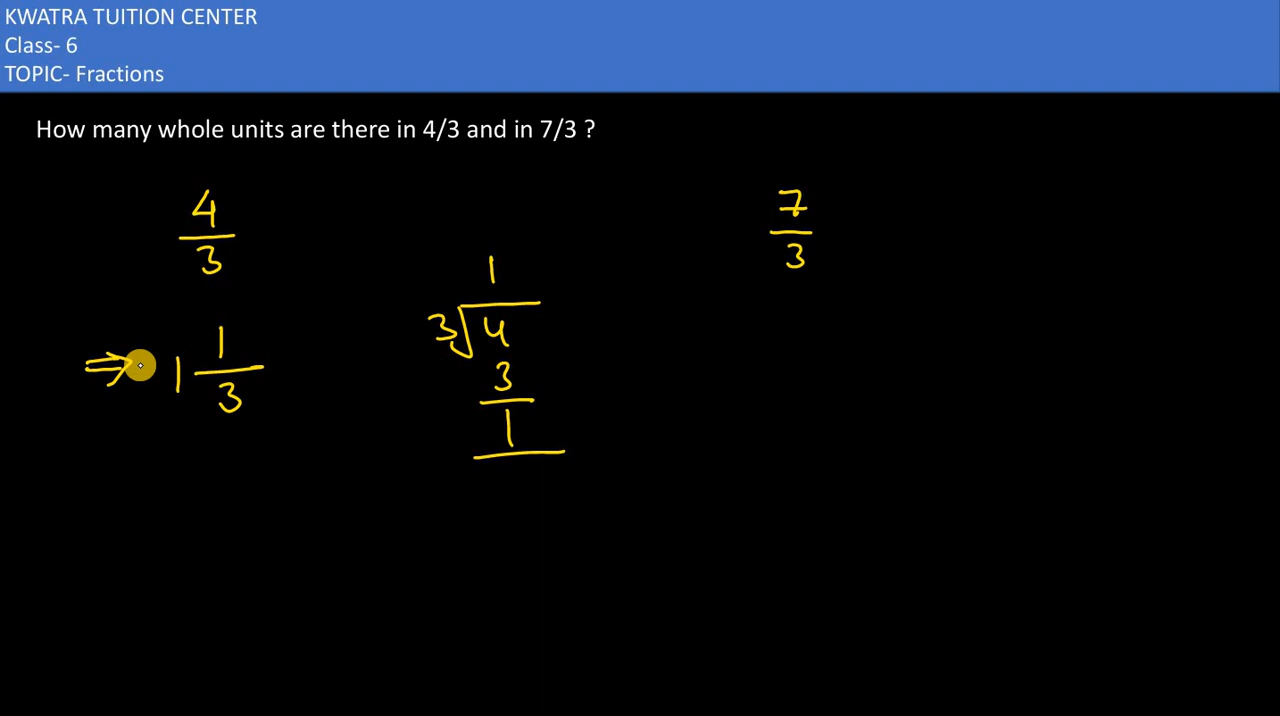 KWATRA TUITION CENTER
Class- 6
TOPIC- Fractions
How many whole units are there in 4/3 and in 7/3 ?
4
3
7
3
⇒ 1 1
3
1
3 4
3
1